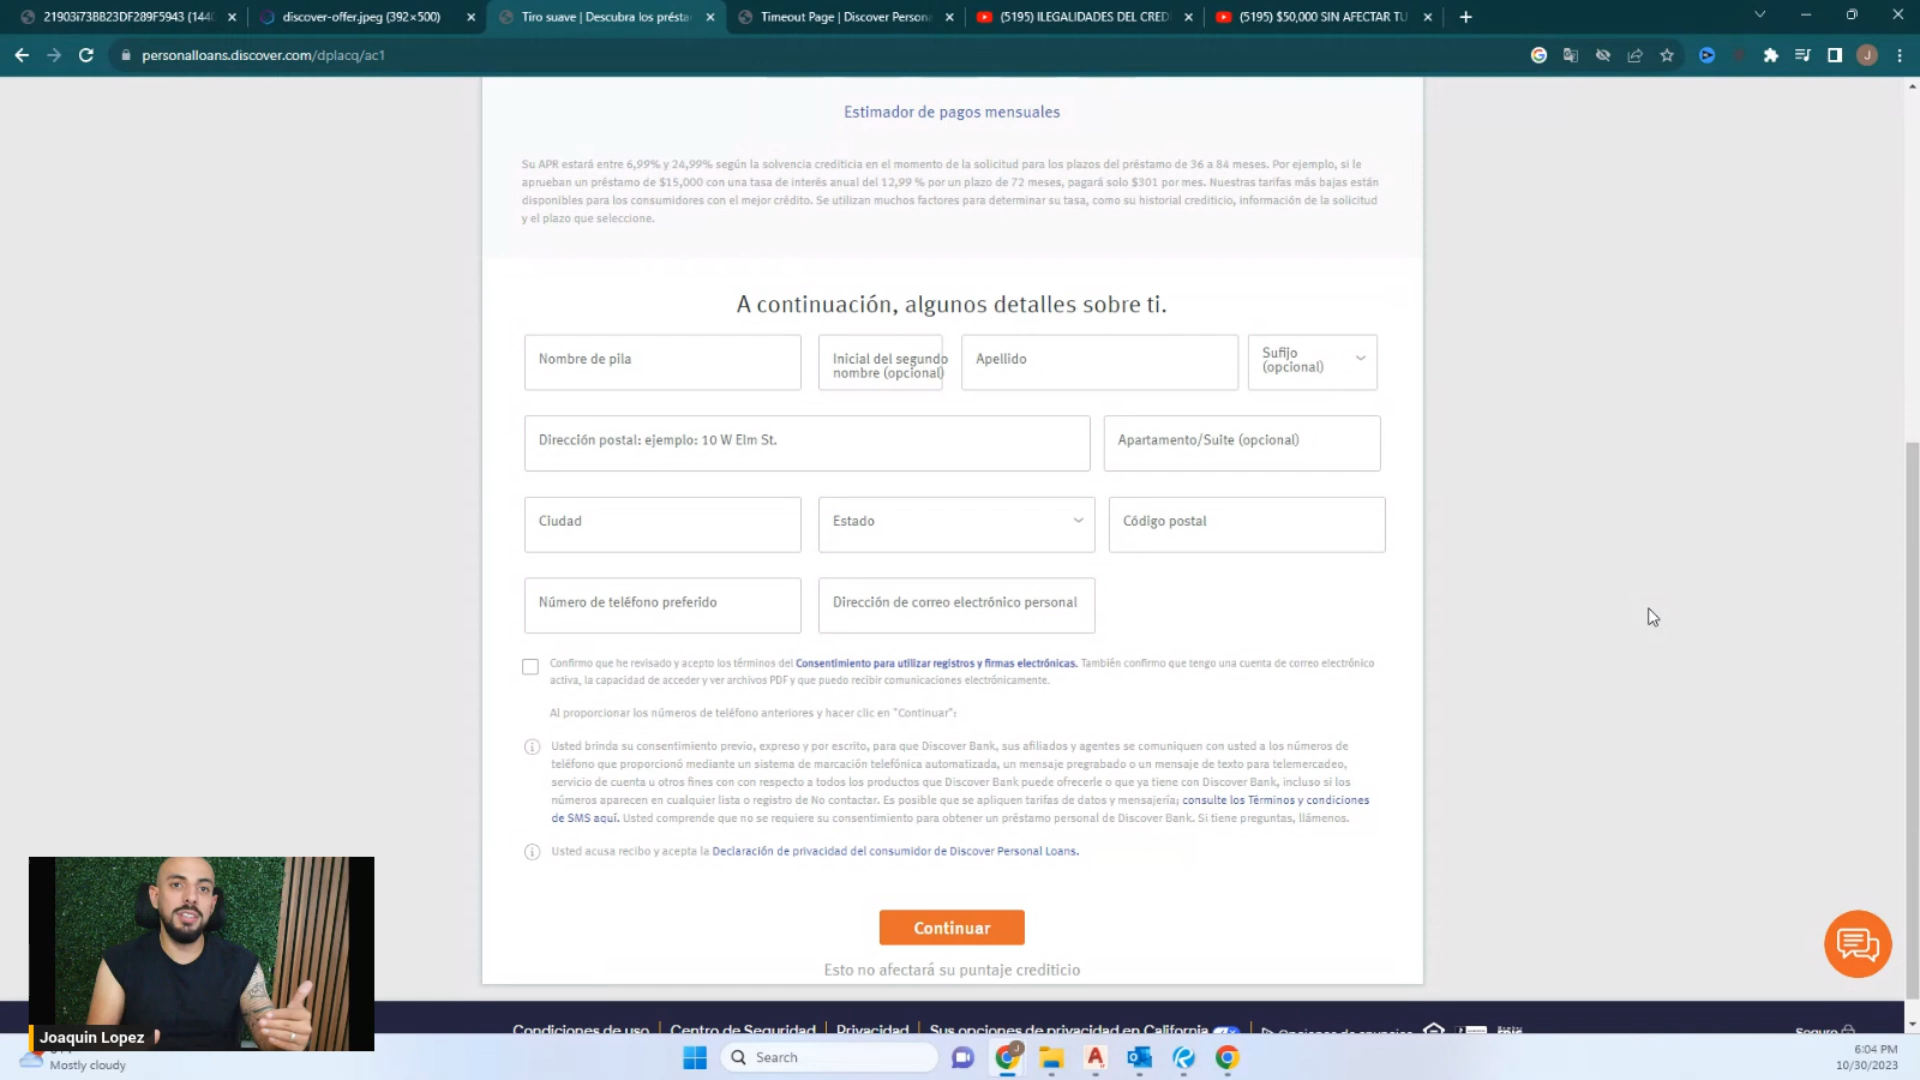 21903i73BB23DF289F5943 (144
discover-offer.jpeg (392×500)
Tiro suave | Descubra los présta
Timeout Page | Discover Persona
(5195) ILEGALIDADES DEL CRED
(5195) $50,000 SIN AFECTAR TU
personalloans.discover.com/dplacq/ac1
J
Estimador de pagos mensuales
Su APR estará entre 6,99% y 24,99% según la solvencia crediticia en el momento de la solicitud para los plazos del préstamo de 36 a 84 meses. Por ejemplo, si le
aprueban un préstamo de $15,000 con una tasa de interés anual del 12,99 % por un plazo de 72 meses, pagará solo $301 por mes. Nuestras tarifas más bajas están
disponibles para los consumidores con el mejor crédito. Se utilizan muchos factores para determinar su tasa, como su historial crediticio, información de la solicitud
y el plazo que seleccione.
A continuación, algunos detalles sobre ti.
Nombre de pila
Inicial del segundo
nombre (opcional)
Apellido
Sufijo
(opcional)
Dirección postal: ejemplo: 10 W Elm St.
Apartamento/Suite (opcional)
Ciudad
Estado
Código postal
Número de teléfono preferido
Dirección de correo electrónico personal
Confirmo que he revisado y acepto los términos del Consentimiento para utilizar registros y firmas electrónicas. También confirmo que tengo una cuenta de correo electrónico
activa, la capacidad de acceder y ver archivos PDF y que puedo recibir comunicaciones electrónicamente.
Al proporcionar los números de teléfono anteriores y hacer clic en "Continuar":
Usted brinda su consentimiento previo, expreso y por escrito, para que Discover Bank, sus afiliados y agentes se comuniquen con usted a los números de
teléfono que proporcionó mediante un sistema de marcación telefónica automatizada, un mensaje pregrabado o un mensaje de texto para telemercadeo,
servicio de cuenta u otros fines con con respecto a todos los productos que Discover Bank puede ofrecerle o que ya tiene con Discover Bank, incluso si los
números aparecen en cualquier lista o registro de No contactar. Es posible que se apliquen tarifas de datos y mensajería; consulte los Términos y condiciones
de SMS aquí. Usted comprende que no se requiere su consentimiento para obtener un préstamo personal de Discover Bank. Si tiene preguntas, llámenos.
Usted acusa recibo y acepta la Declaración de privacidad del consumidor de Discover Personal Loans.
Continuar
Esto no afectará su puntaje crediticio
Condiciones de uso | Centro de Seguridad | Privacidad | Sus opciones de privacidad en California | Opciones de anuncios
Seguro
Joaquin Lopez
Mostly cloudy
Search
6:04 PM
10/30/2023